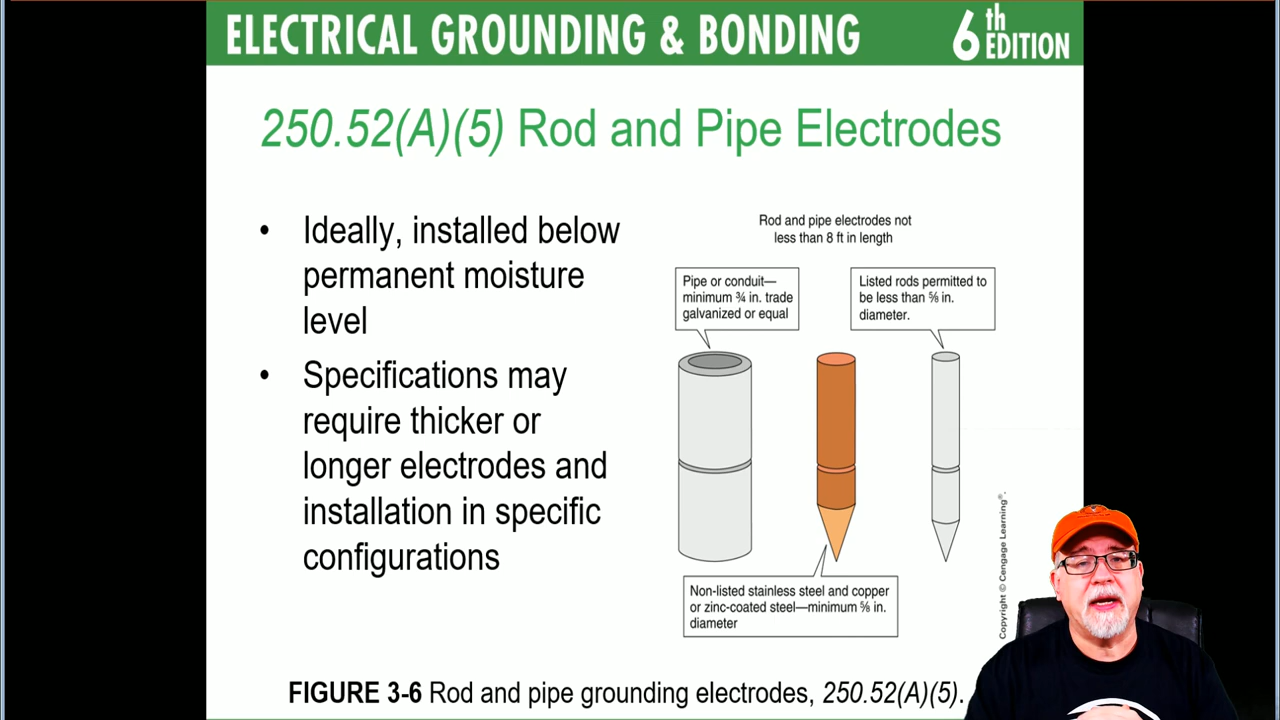 ELECTRICAL GROUNDING & BONDING
6th EDITION
250.52(A)(5) Rod and Pipe Electrodes
• Ideally, installed below
permanent moisture
level
• Specifications may
require thicker or
longer electrodes and
installation in specific
configurations
Rod and pipe electrodes not
less than 8 ft in length
Pipe or conduit—
minimum ¾ in. trade
galvanized or equal
Listed rods permitted to
be less than ⅝ in.
diameter.
Non-listed stainless steel and copper
or zinc-coated steel—minimum ⅝ in.
diameter
Copyright © Cengage Learning®.
FIGURE 3-6 Rod and pipe grounding electrodes, 250.52(A)(5).